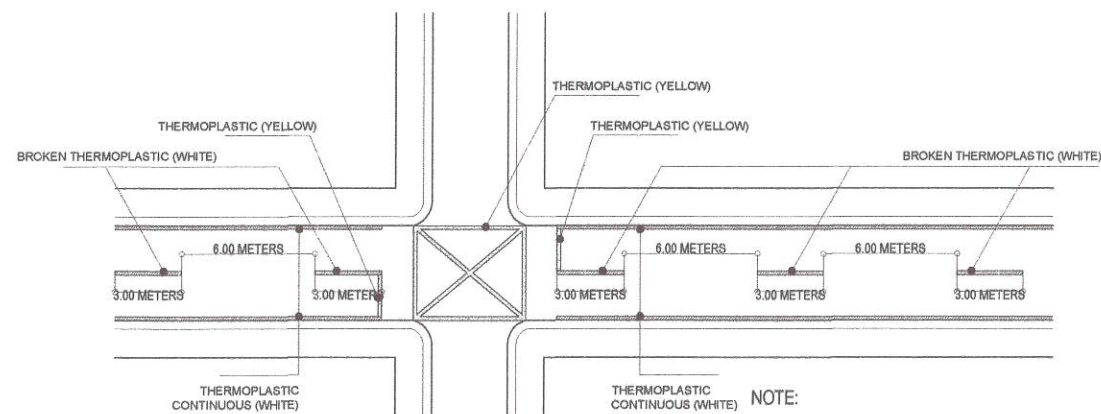 THERMOPLASTIC (YELLOW)
THERMOPLASTIC (YELLOW)
THERMOPLASTIC (YELLOW)
BROKEN THERMOPLASTIC (WHITE)
BROKEN THERMOPLASTIC (WHITE)
6.00 METERS
6.00 METERS
6.00 METERS
3.00 METERS
3.00 METERS
3.00 METERS
3.00 METERS
3.00 METERS
THERMOPLASTIC
CONTINUOUS (WHITE)
THERMOPLASTIC
CONTINUOUS (WHITE)
NOTE: